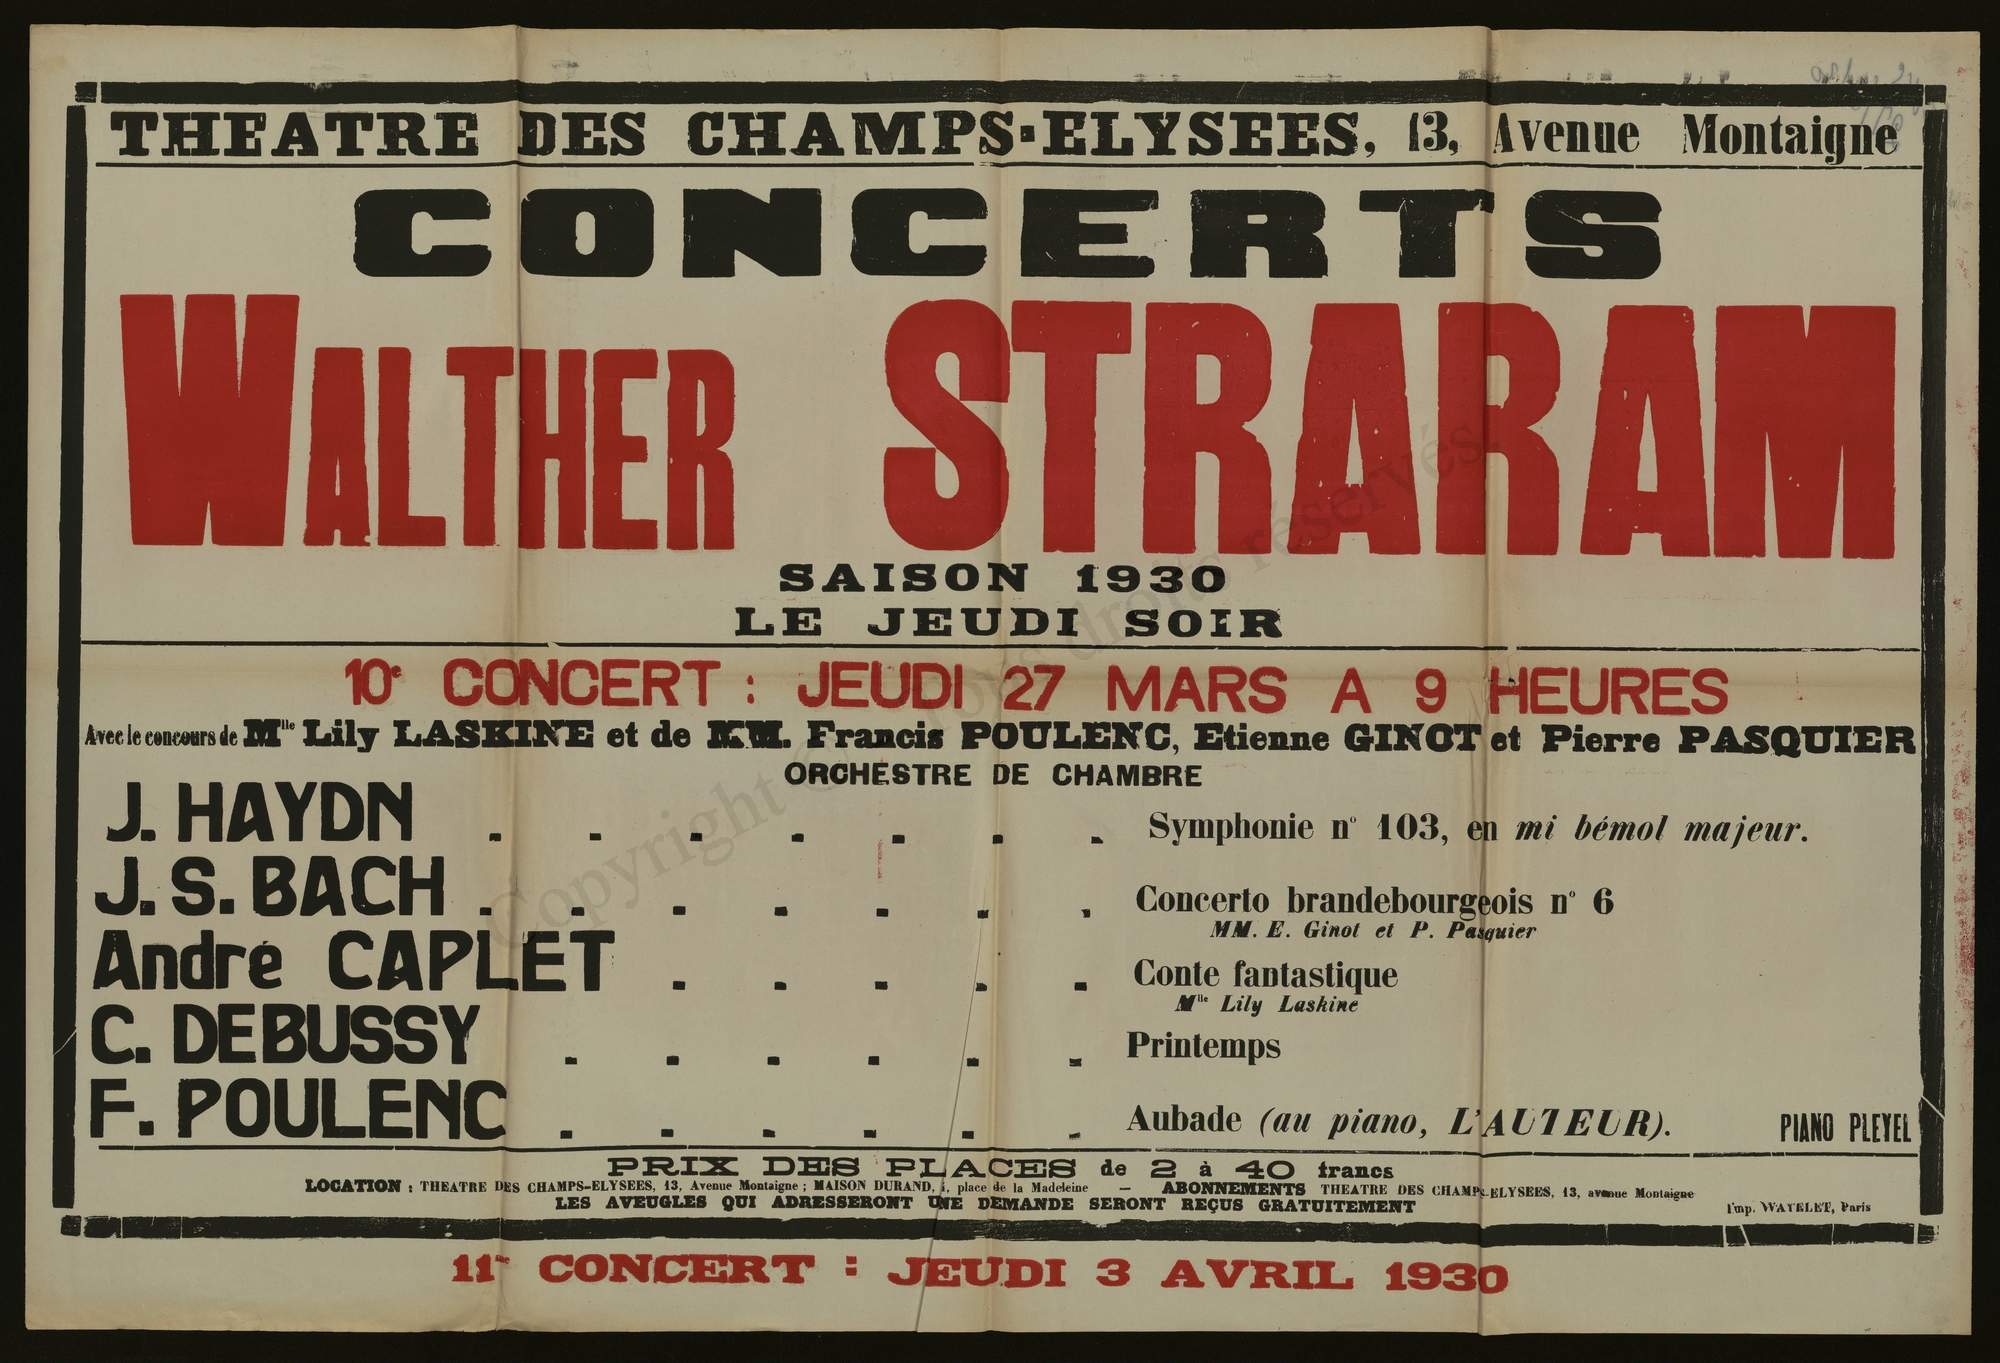 THEATRE DES CHAMPS-ELYSEES, 13, Avenue Montaigne
CONCERTS
WALTHER STRARAM
SAISON 1930
LE JEUDI SOIR
10e CONCERT : JEUDI 27 MARS A 9 HEURES
Avec le concours de Mlle Lily LASKINE et de MM. Francis POULENC, Etienne GINOT et Pierre PASQUIER
ORCHESTRE DE CHAMBRE
J. HAYDN . . . . . . . Symphonie n° 103, en mi bémol majeur.
J. S. BACH . . . . . . . Concerto brandebourgeois n° 6
MM. E. Ginot et P. Pasquier
André CAPLET . . . . . Conte fantastique
Mlle Lily Laskine
C. DEBUSSY . . . . . . Printemps
F. POULENC . . . . . . Aubade (au piano, L'AUTEUR). PIANO PLEYEL
PRIX DES PLACES de 2 à 40 francs
LOCATION : THEATRE DES CHAMPS-ELYSEES, 13, Avenue Montaigne ; MAISON DURAND, place de la Madeleine — ABONNEMENTS THEATRE DES CHAMPS-ELYSEES, 13, avenue Montaigne
LES AVEUGLES QUI ADRESSERONT UNE DEMANDE SERONT REÇUS GRATUITEMENT
Imp. WATELET, Paris
11me CONCERT : JEUDI 3 AVRIL 1930
Copyright © Tous droits réservés